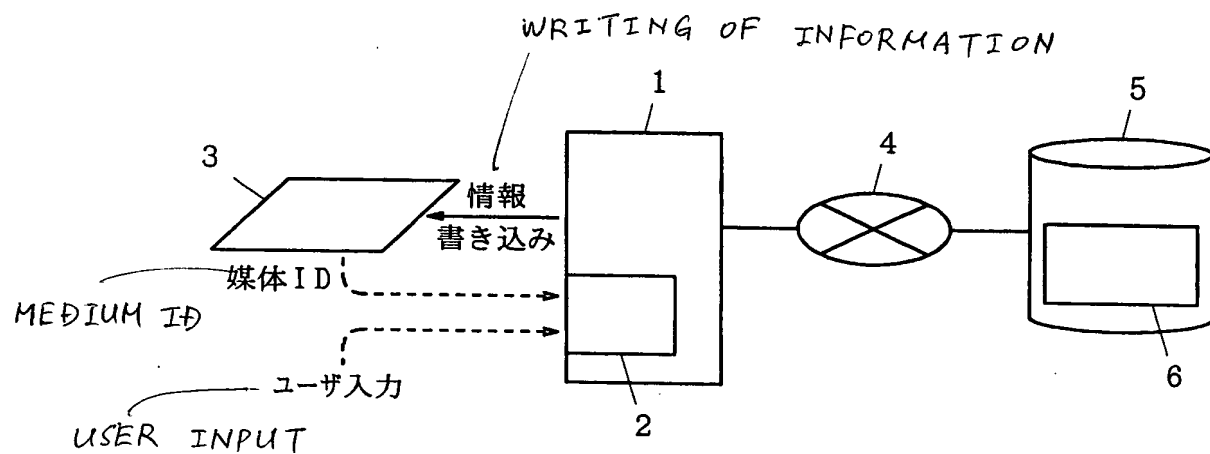 WRITING OF INFORMATION
1
5
3
4
情報
書き込み
媒体ID
MEDIUM ID
6
ユーザ入力
2
USER INPUT